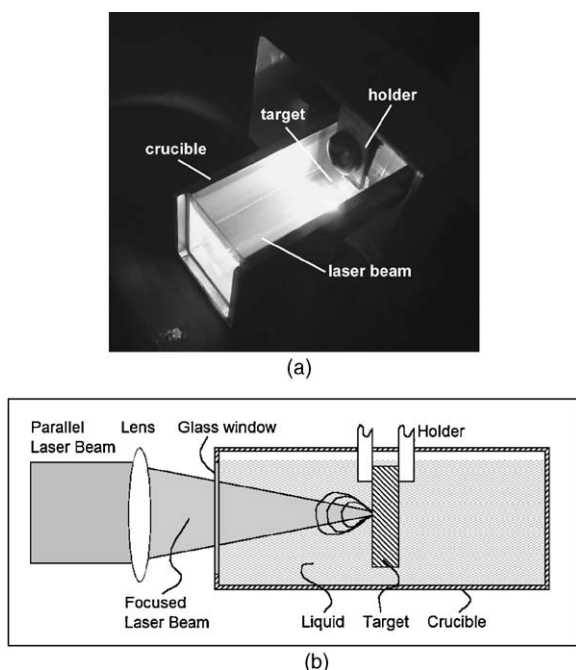 holder
target
crucible
laser beam
(a)
Parallel
Laser Beam
Lens
Glass window
Holder
Focused
Laser Beam
Liquid
Target
Crucible
(b)